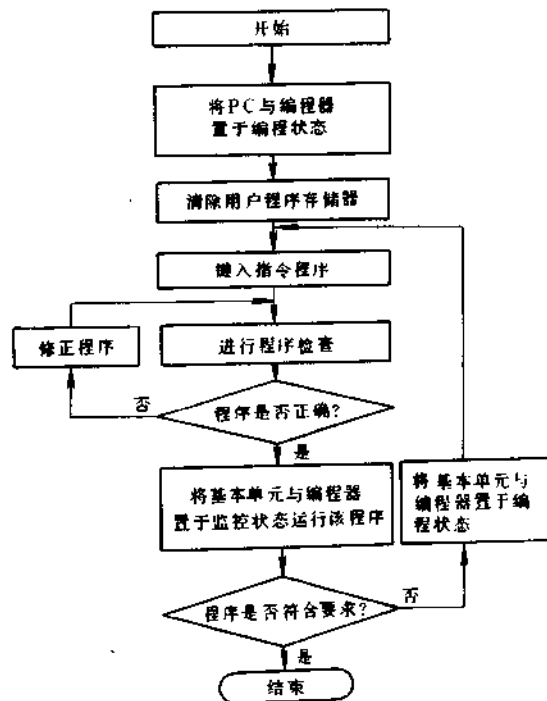 开始
将PC与编程器
置于编程状态
清除用户程序存储器
键入指令程序
修正程序
进行程序检查
否
程序是否正确?
是
将基本单元与编程器
置于监控状态运行该程序
将基本单元与
编程器置于编
程状态
程序是否符合要求?
否
是
结束